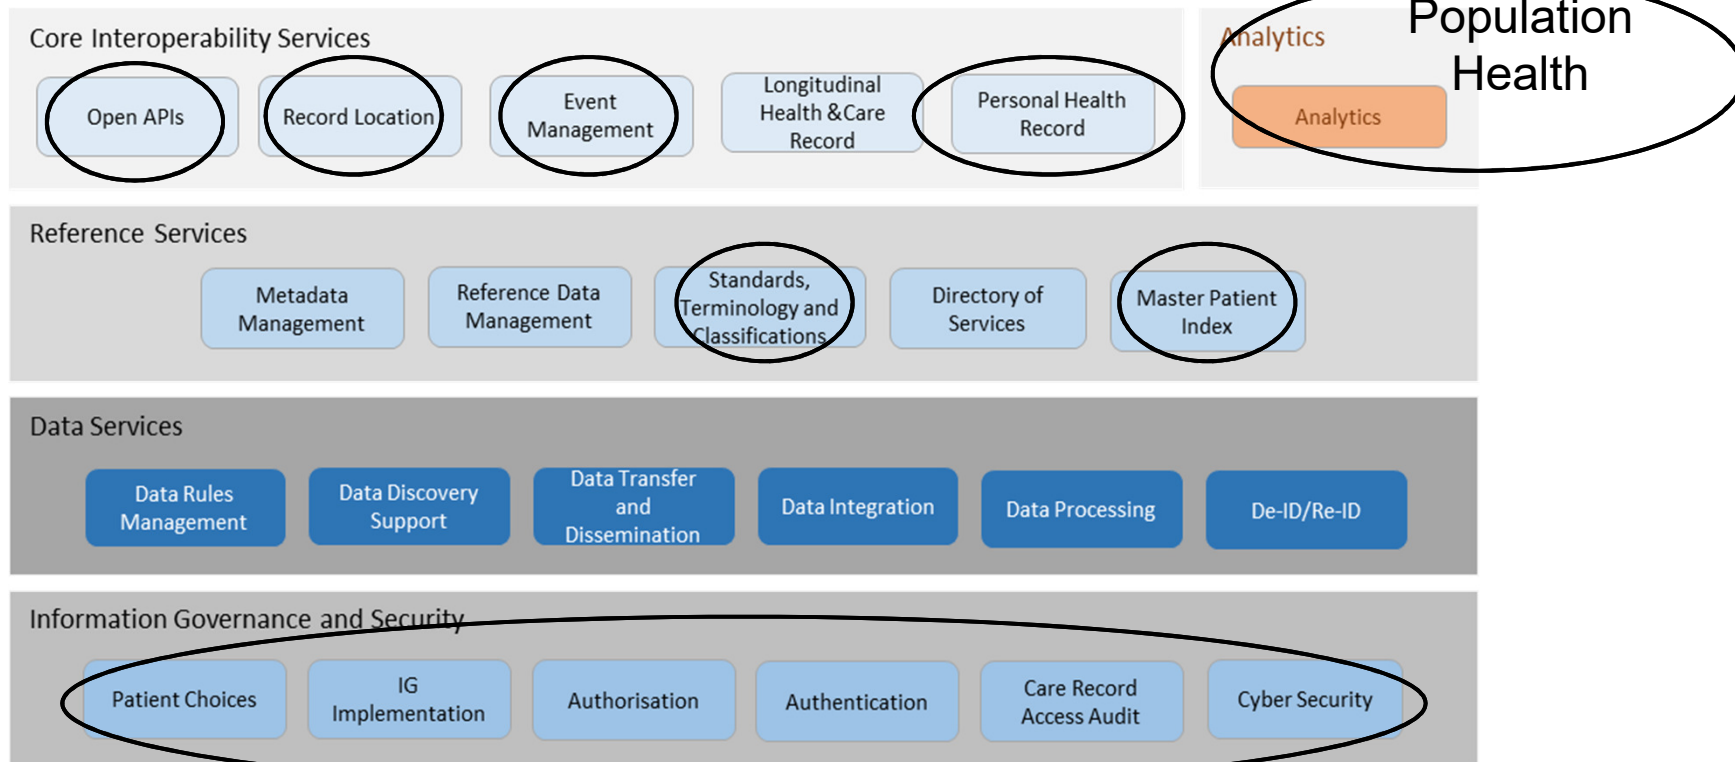 Core Interoperability Services
Open APIs
Record Location
Event
Management
Longitudinal
Health &Care
Record
Personal Health
Record
Analytics
Population
Health
Analytics
Reference Services
Metadata
Management
Reference Data
Management
Standards,
Terminology and
Classifications
Directory of
Services
Master Patient
Index
Data Services
Data Rules
Management
Data Discovery
Support
Data Transfer
and
Dissemination
Data Integration
Data Processing
De-ID/Re-ID
Information Governance and Security
Patient Choices
IG
Implementation
Authorisation
Authentication
Care Record
Access Audit
Cyber Security